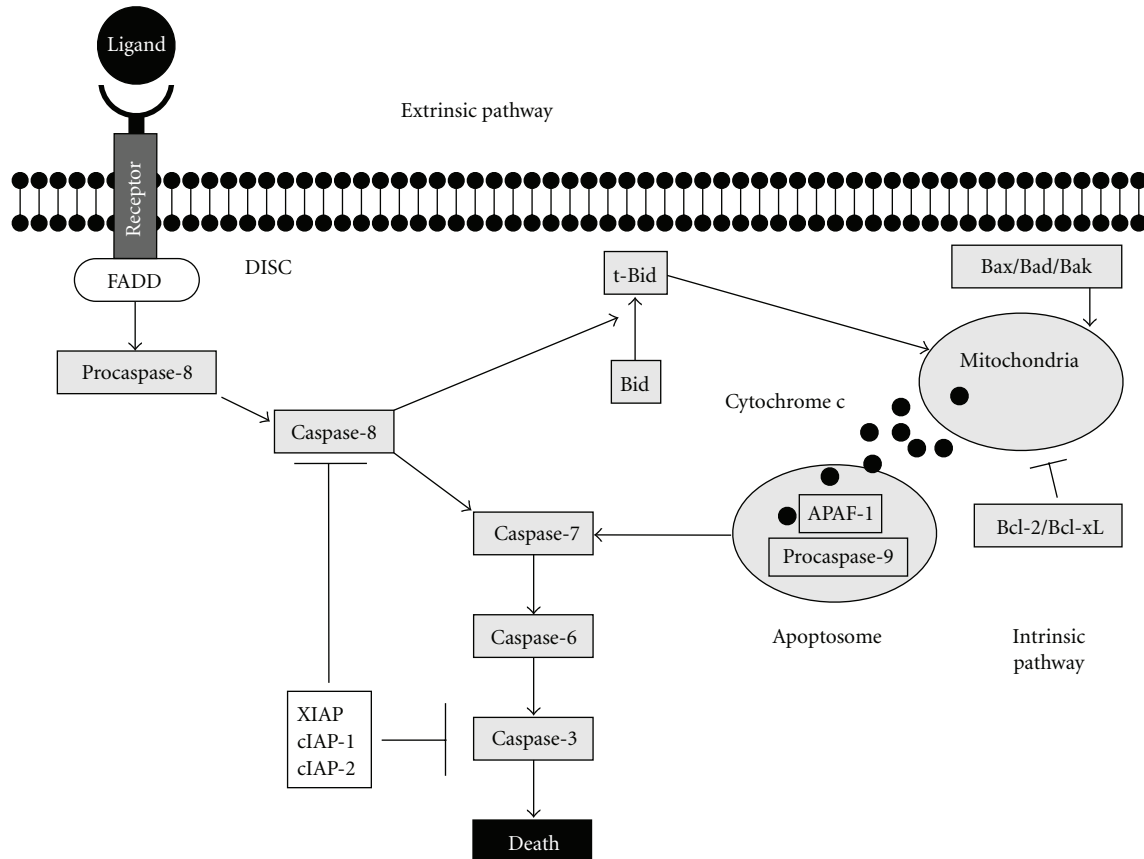 Ligand
Extrinsic pathway
Receptor
DISC
FADD
t-Bid
Bax/Bad/Bak
Procaspase-8
Bid
Mitochondria
Cytochrome c
Caspase-8
APAF-1
Caspase-7
Procaspase-9
Bcl-2/Bcl-xL
Caspase-6
Apoptosome
Intrinsic
pathway
XIAP
cIAP-1
cIAP-2
Caspase-3
Death